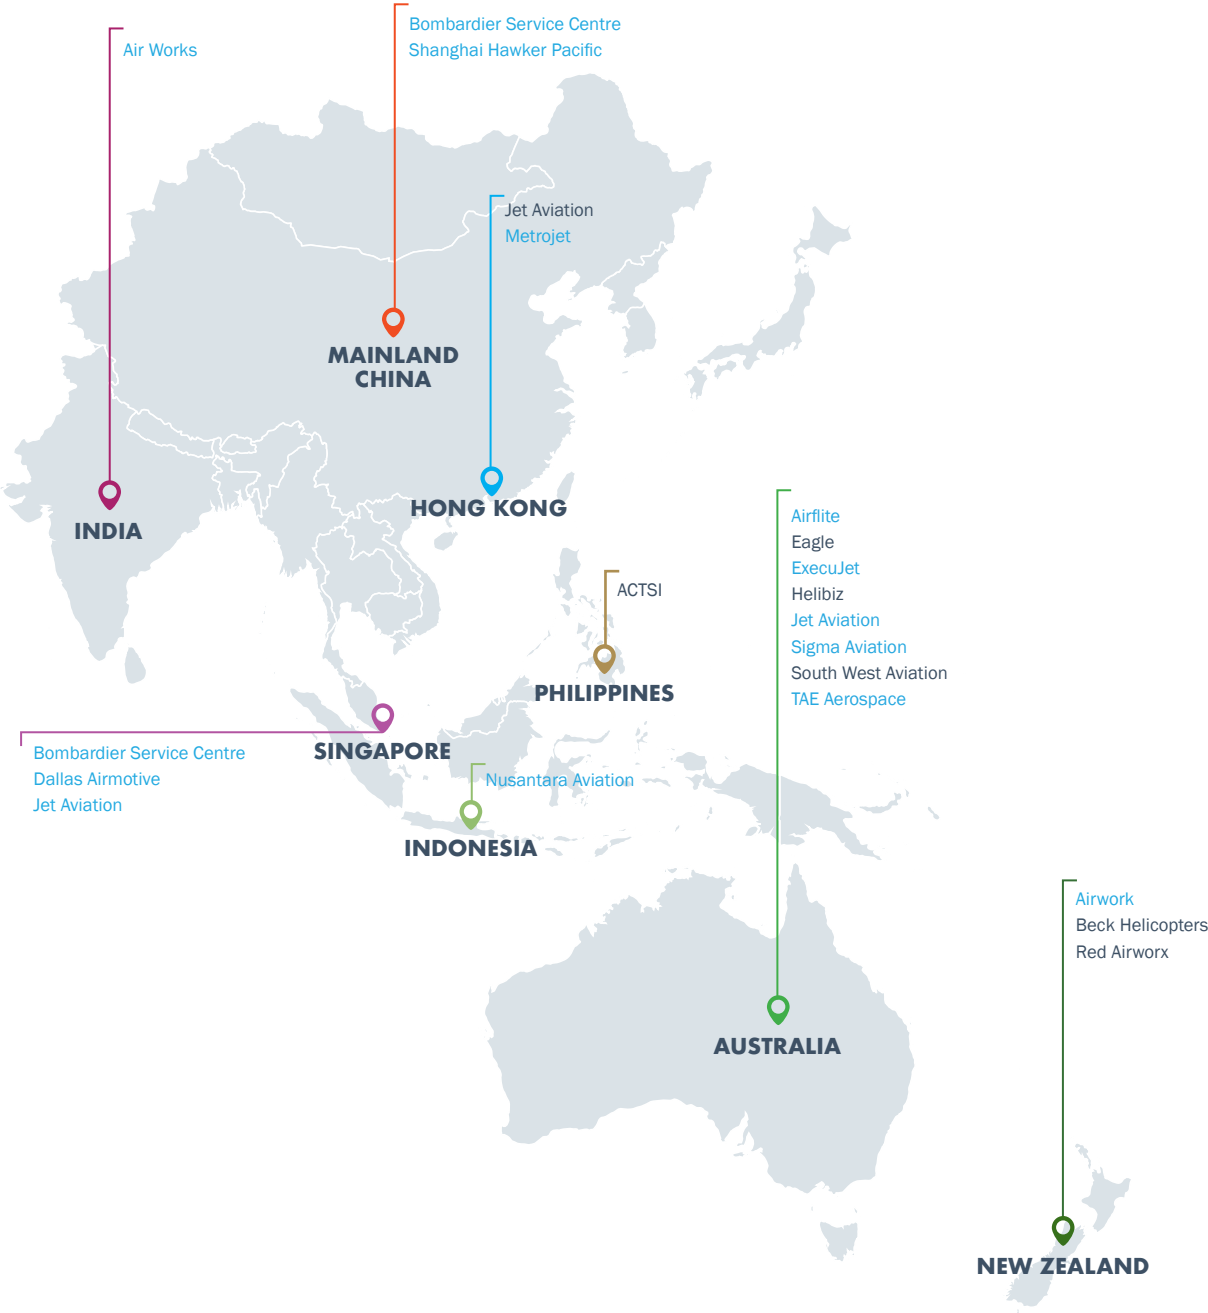 Bombardier Service Centre
Shanghai Hawker Pacific
Air Works
Jet Aviation
Metrojet
MAINLAND
CHINA
HONG KONG
INDIA
Airflite
Eagle
ExecuJet
Helibiz
Jet Aviation
Sigma Aviation
South West Aviation
TAE Aerospace
ACTSI
PHILIPPINES
SINGAPORE
Bombardier Service Centre
Dallas Airmotive
Jet Aviation
Nusantara Aviation
INDONESIA
Airwork
Beck Helicopters
Red Airworx
AUSTRALIA
NEW ZEALAND